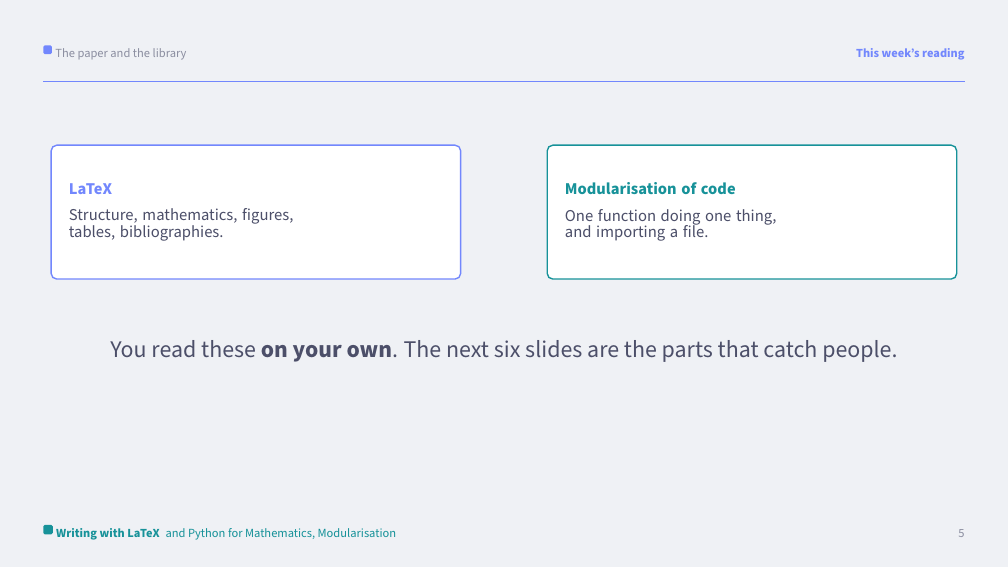 The paper and the library
This week's reading
LaTeX
Structure, mathematics, figures,
tables, bibliographies.
Modularisation of code
One function doing one thing,
and importing a file.
You read these on your own. The next six slides are the parts that catch people.
Writing with LaTeX and Python for Mathematics, Modularisation
5